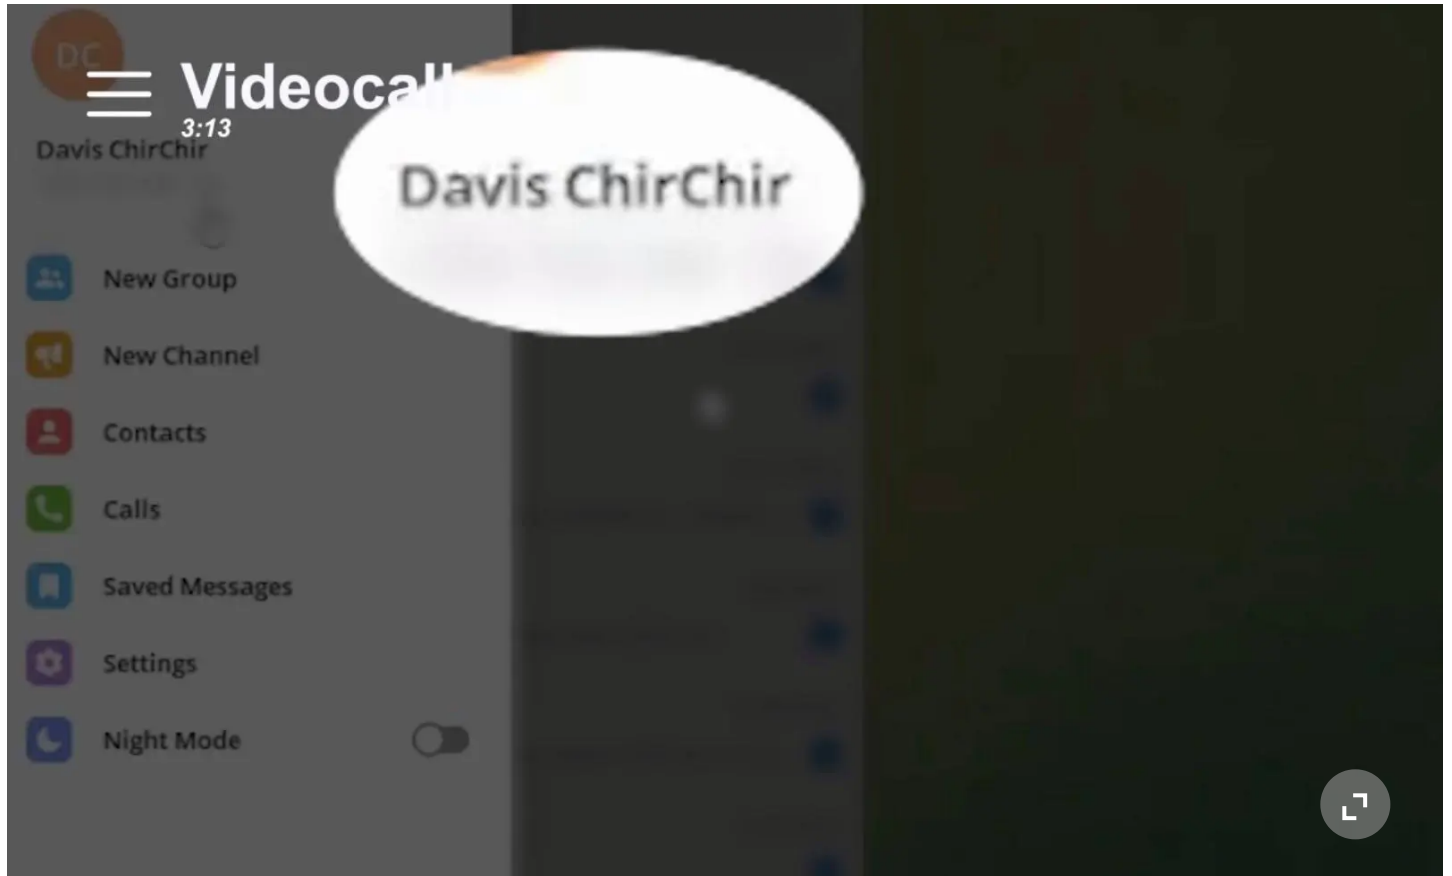 DC
Videocall
3:13
Davis ChirChir
Davis ChirChir
New Group
New Channel
Contacts
Calls
Saved Messages
Settings
Night Mode